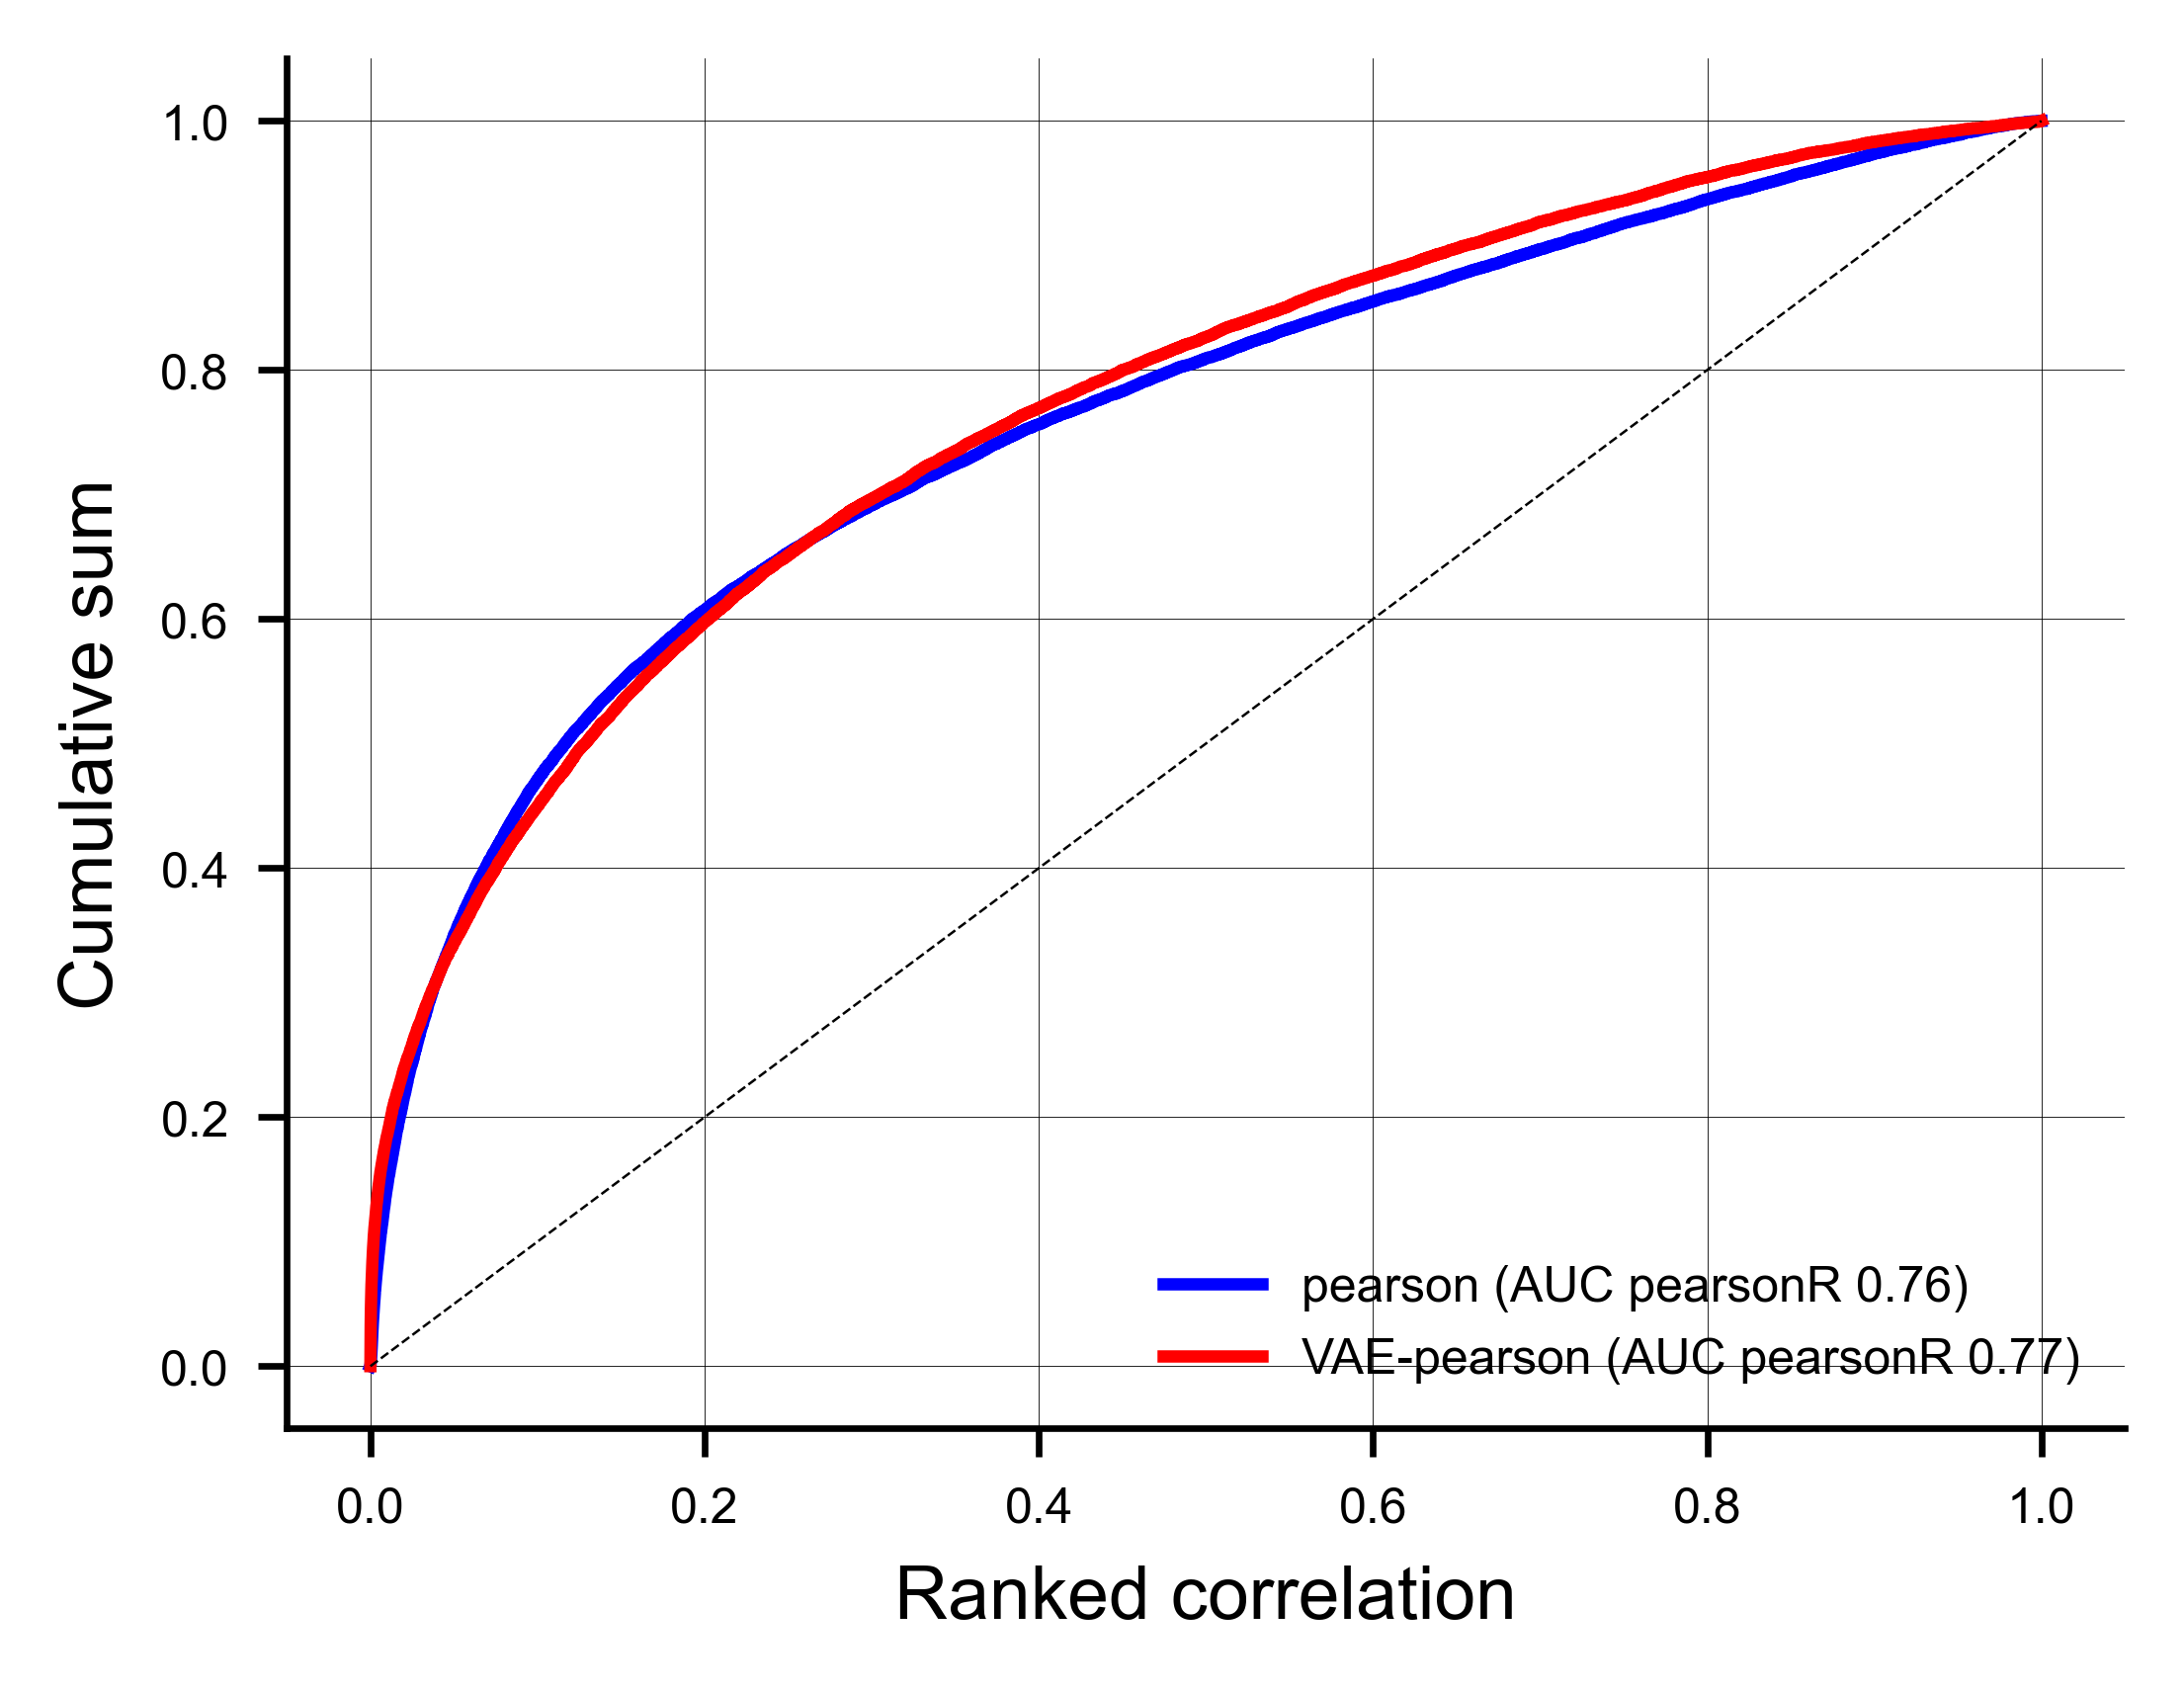 1.0
0.8
0.6
0.4
0.2
0.0
Cumulative sum
pearson (AUC pearsonR 0.76)
VAE-pearson (AUC pearsonR 0.77)
0.0 0.2 0.4 0.6 0.8 1.0
Ranked correlation